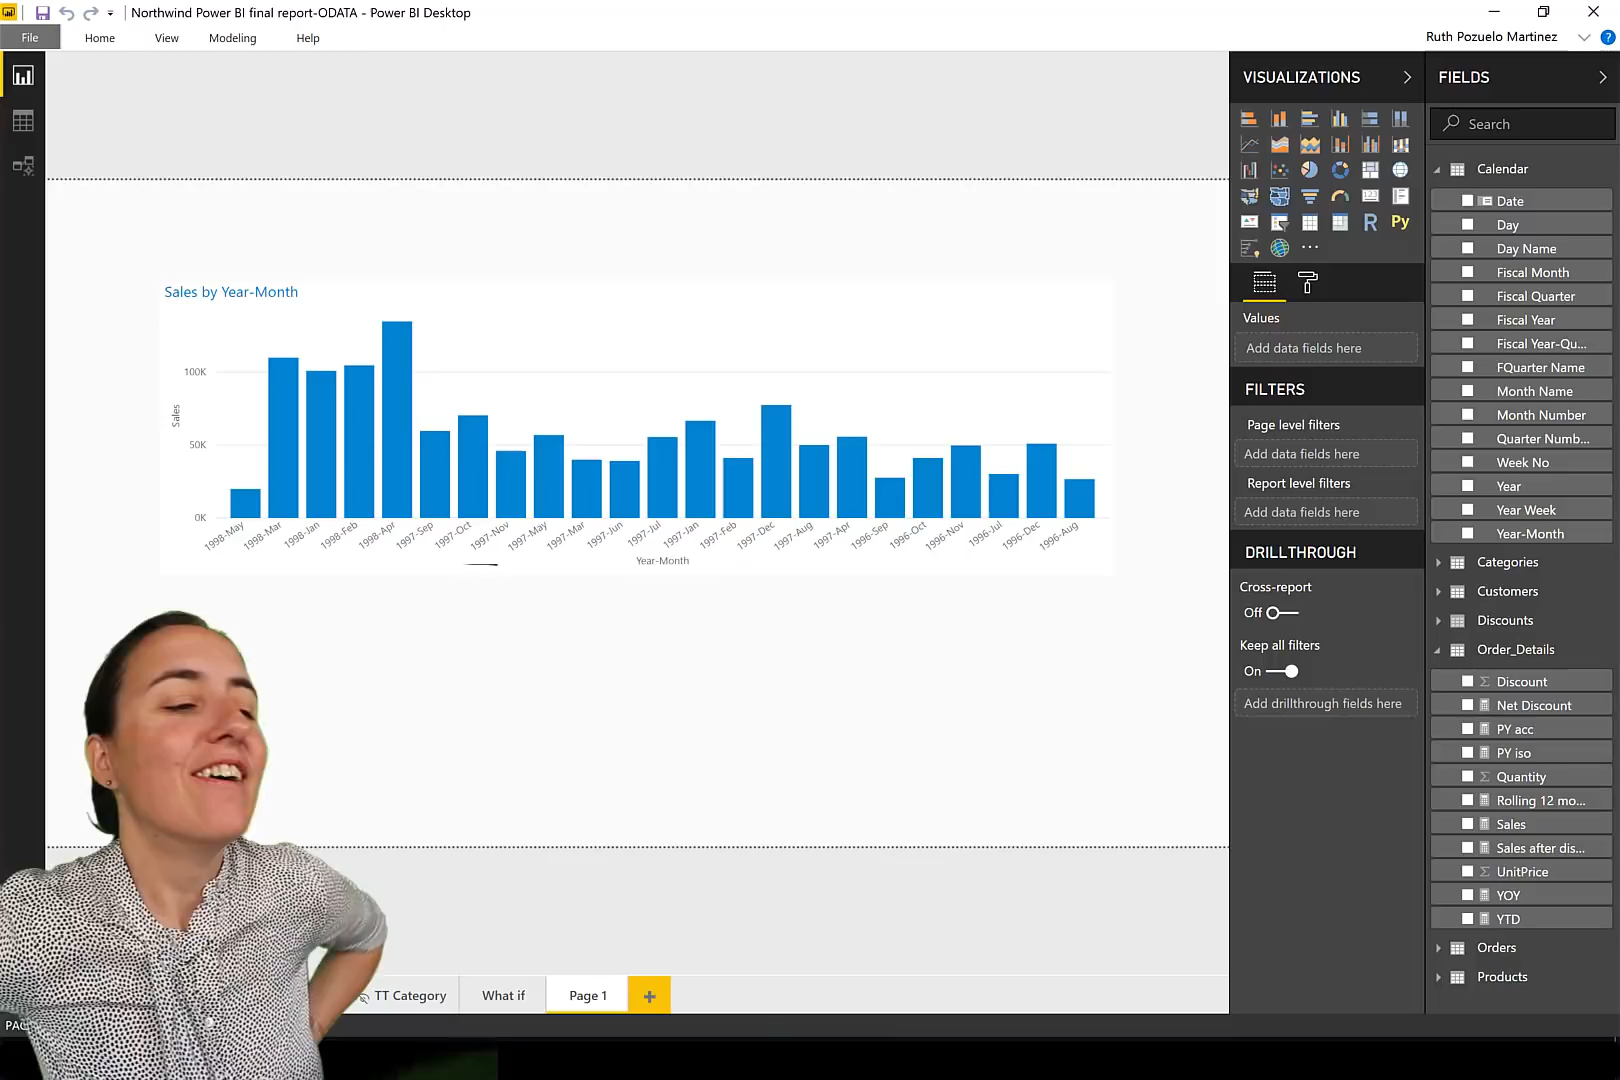 Northwind Power BI final report-ODATA - Power BI Desktop
File Home View Modeling Help
Ruth Pozuelo Martinez
?
VISUALIZATIONS
FIELDS
Search
Sales by Year-Month
100K
50K
0K
Sales
1998-May 1998-Mar 1998-Jan 1998-Feb 1998-Apr 1997-Sep 1997-Oct 1997-Nov 1997-May 1997-Mar 1997-Jun 1997-Jul 1997-Jan 1997-Feb 1997-Dec 1997-Aug 1997-Apr 1996-Sep 1996-Oct 1996-Nov 1996-Jul 1996-Dec 1996-Aug
Year-Month
123
R
Py
...
Values
Add data fields here
FILTERS
Page level filters
Add data fields here
Report level filters
Add data fields here
DRILLTHROUGH
Cross-report
Off
Keep all filters
On
Add drillthrough fields here
Calendar
Date
Day
Day Name
Fiscal Month
Fiscal Quarter
Fiscal Year
Fiscal Year-Qu...
FQuarter Name
Month Name
Month Number
Quarter Numb...
Week No
Year
Year Week
Year-Month
Categories
Customers
Discounts
Order_Details
Discount
Net Discount
PY acc
PY iso
Quantity
Rolling 12 mo...
Sales
Sales after dis...
UnitPrice
YOY
YTD
Orders
Products
TT Category
What if
Page 1
+